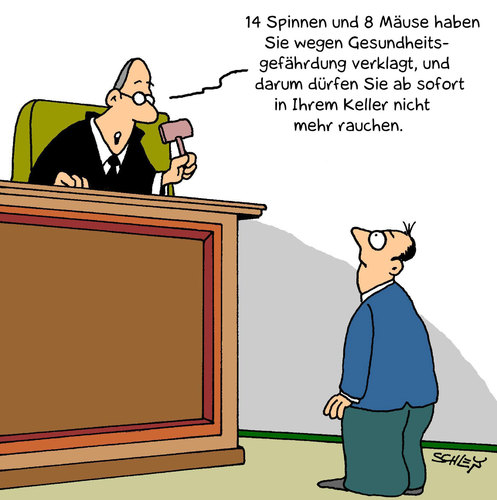 14 Spinnen und 8 Mäuse haben
Sie wegen Gesundheits-
gefährdung verklagt, und
darum dürfen Sie ab sofort
in Ihrem Keller nicht
mehr rauchen.
SCHLEY